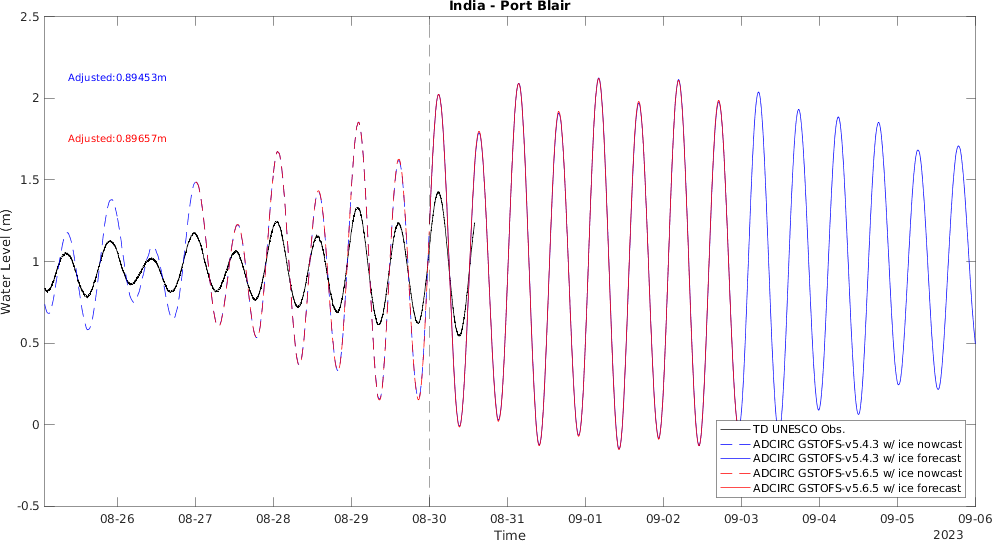 India - Port Blair
2.5
2
1.5
1
0.5
0
-0.5
Water Level (m)
Adjusted:0.89453m
Adjusted:0.89657m
TD UNESCO Obs.
ADCIRC GSTOFS-v5.4.3 w/ ice nowcast
ADCIRC GSTOFS-v5.4.3 w/ ice forecast
ADCIRC GSTOFS-v5.6.5 w/ ice nowcast
ADCIRC GSTOFS-v5.6.5 w/ ice forecast
08-26 08-27 08-28 08-29 08-30 08-31 09-01 09-02 09-03 09-04 09-05 09-06
Time
2023